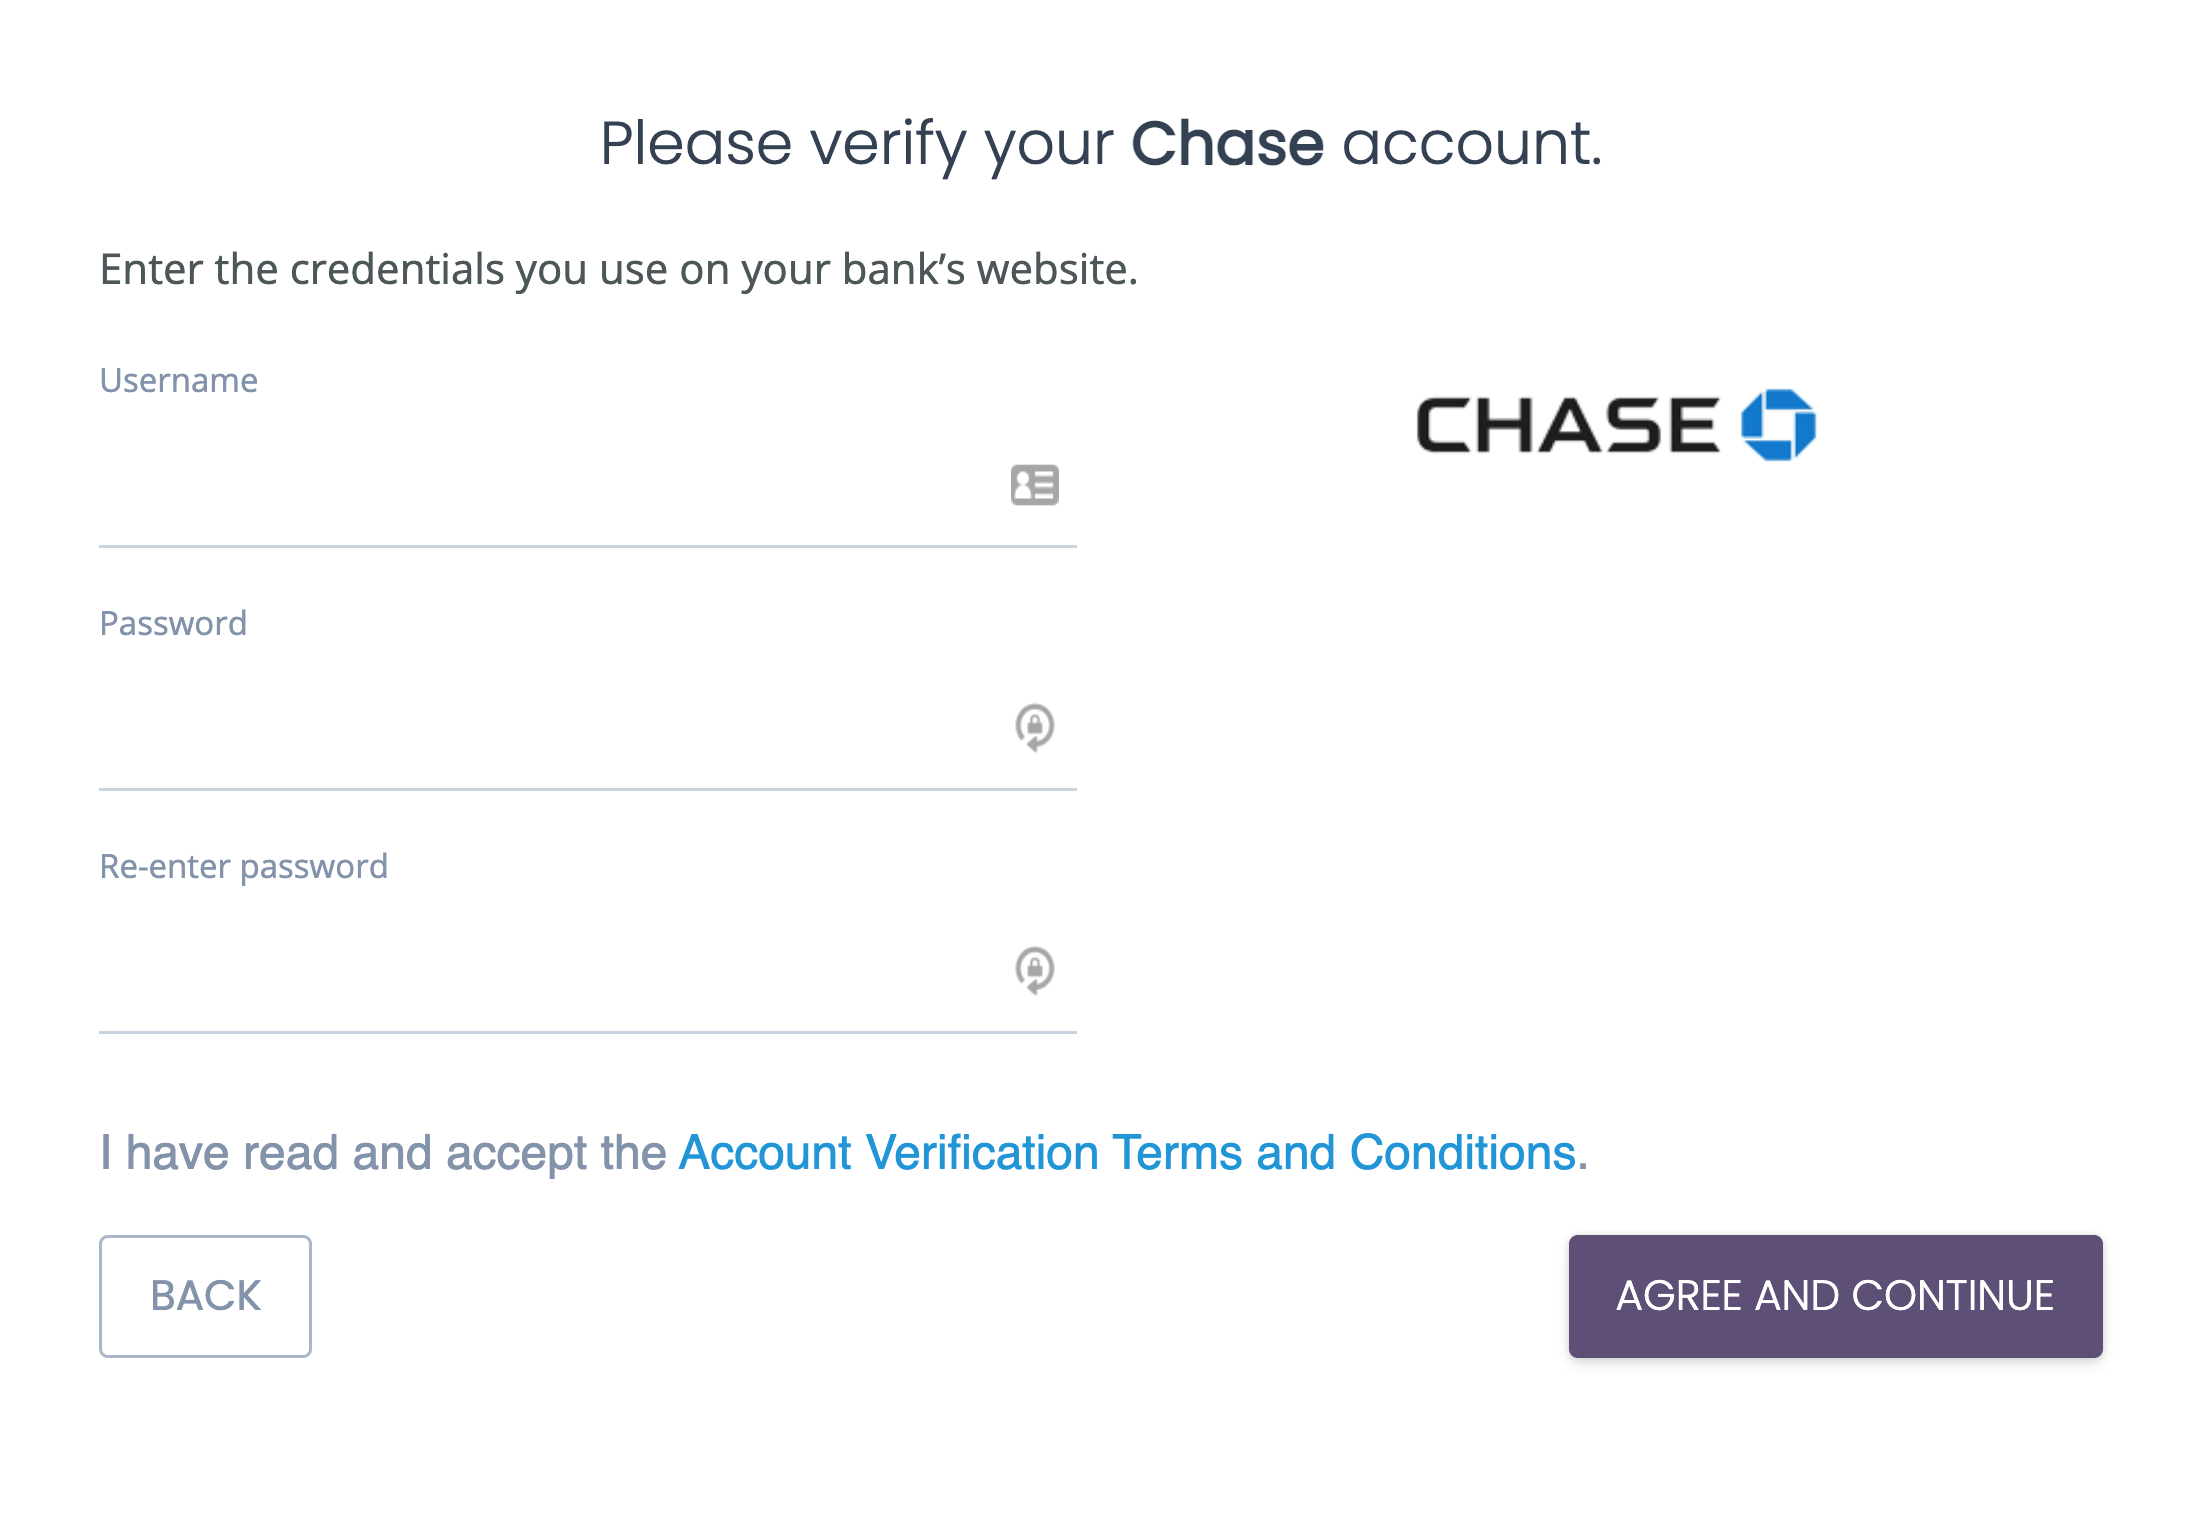 Please verify your Chase account.
Enter the credentials you use on your bank’s website.
Username
CHASE
Password
Re-enter password
I have read and accept the Account Verification Terms and Conditions.
BACK
AGREE AND CONTINUE